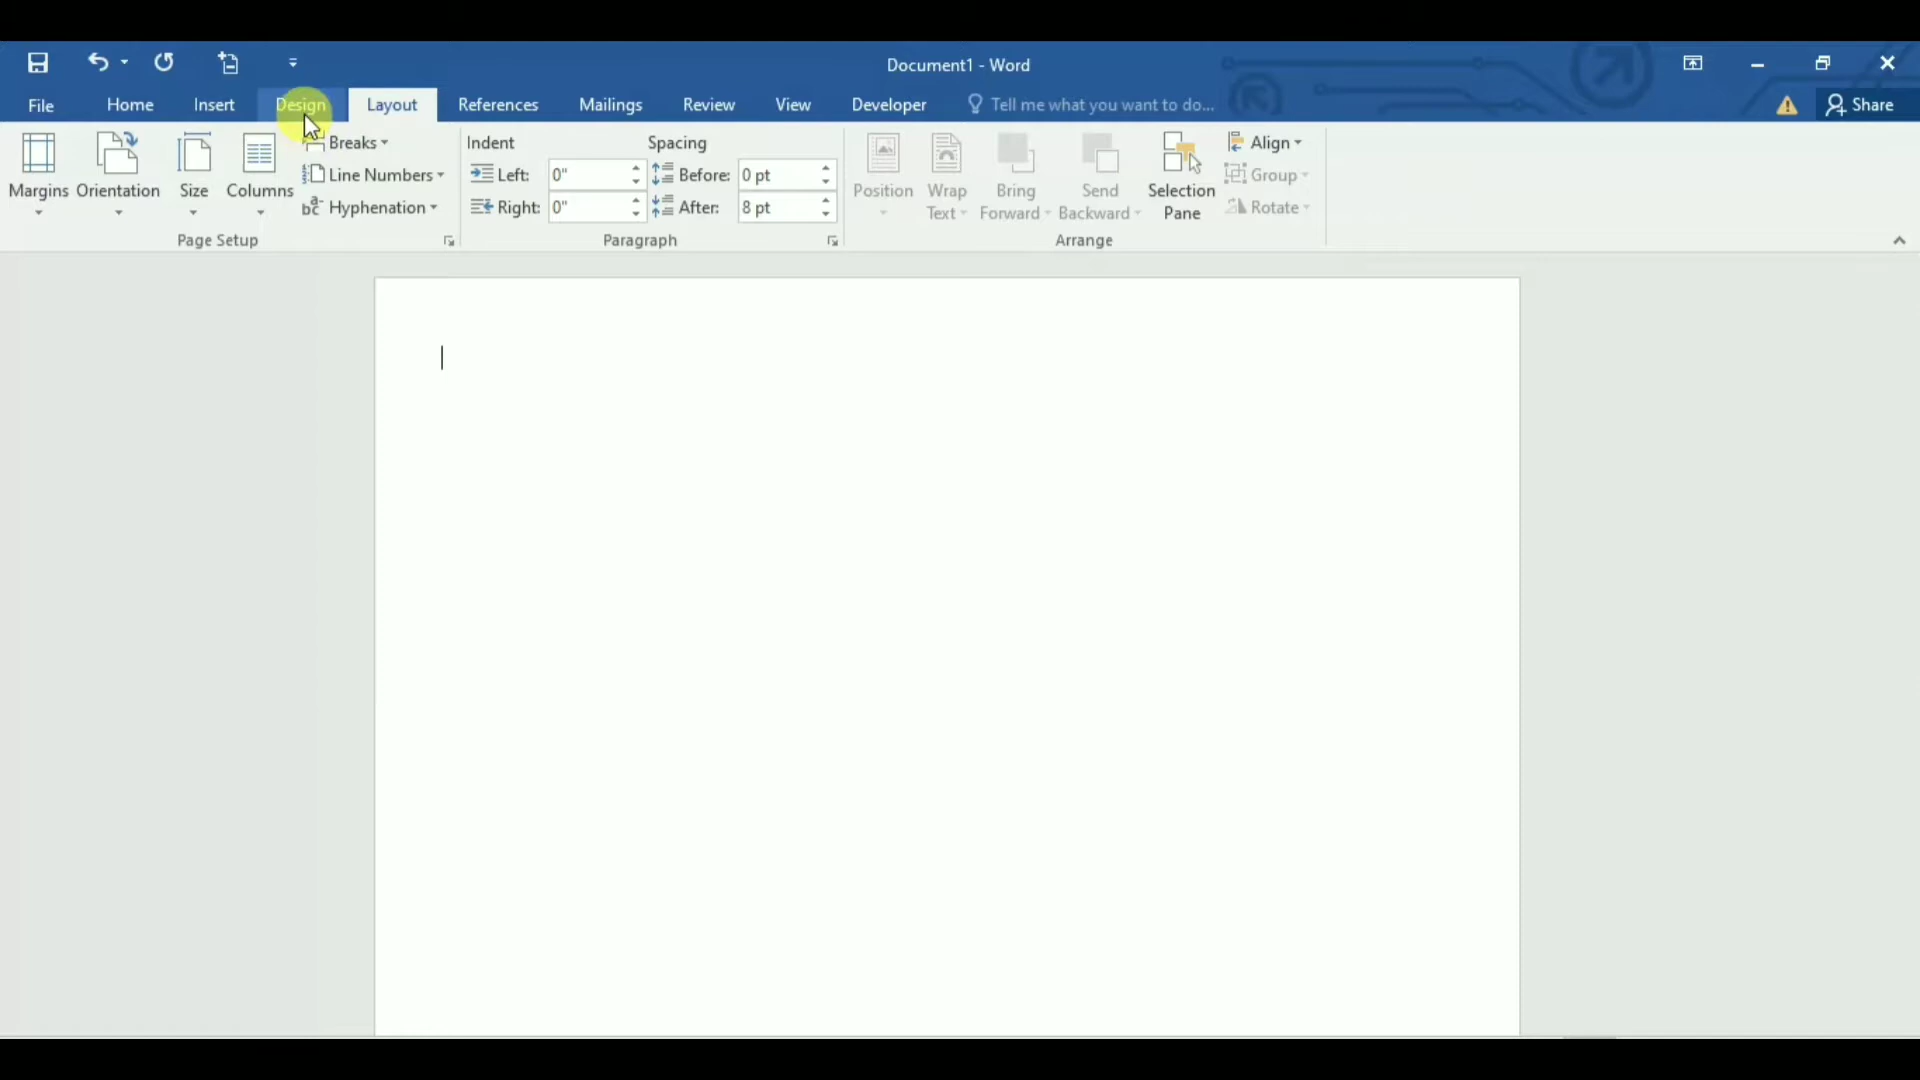 Document1 - Word
File Home Insert Design Layout References Mailings Review View Developer Tell me what you want to do... Share
Margins Orientation Size Columns
Breaks
Line Numbers
bc a- Hyphenation
Page Setup
Indent Spacing
Left: 0" Before: 0 pt
Right: 0" After: 8 pt
Paragraph
Position Wrap Text Bring Forward Send Backward Selection Pane
Align
Group
Rotate
Arrange